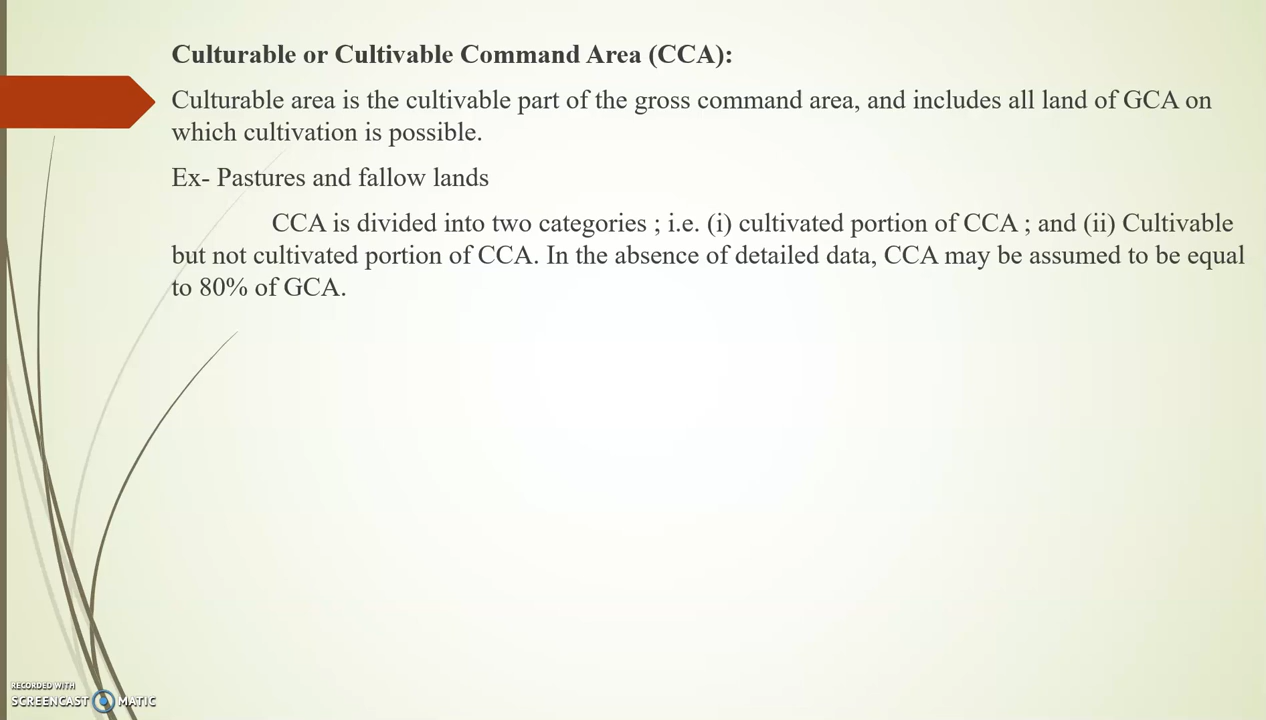 Culturable or Cultivable Command Area (CCA):
Culturable area is the cultivable part of the gross command area, and includes all land of GCA on
which cultivation is possible.
Ex- Pastures and fallow lands
CCA is divided into two categories ; i.e. (i) cultivated portion of CCA ; and (ii) Cultivable
but not cultivated portion of CCA. In the absence of detailed data, CCA may be assumed to be equal
to 80% of GCA.
RECORDED WITH
SCREENCAST MATIC